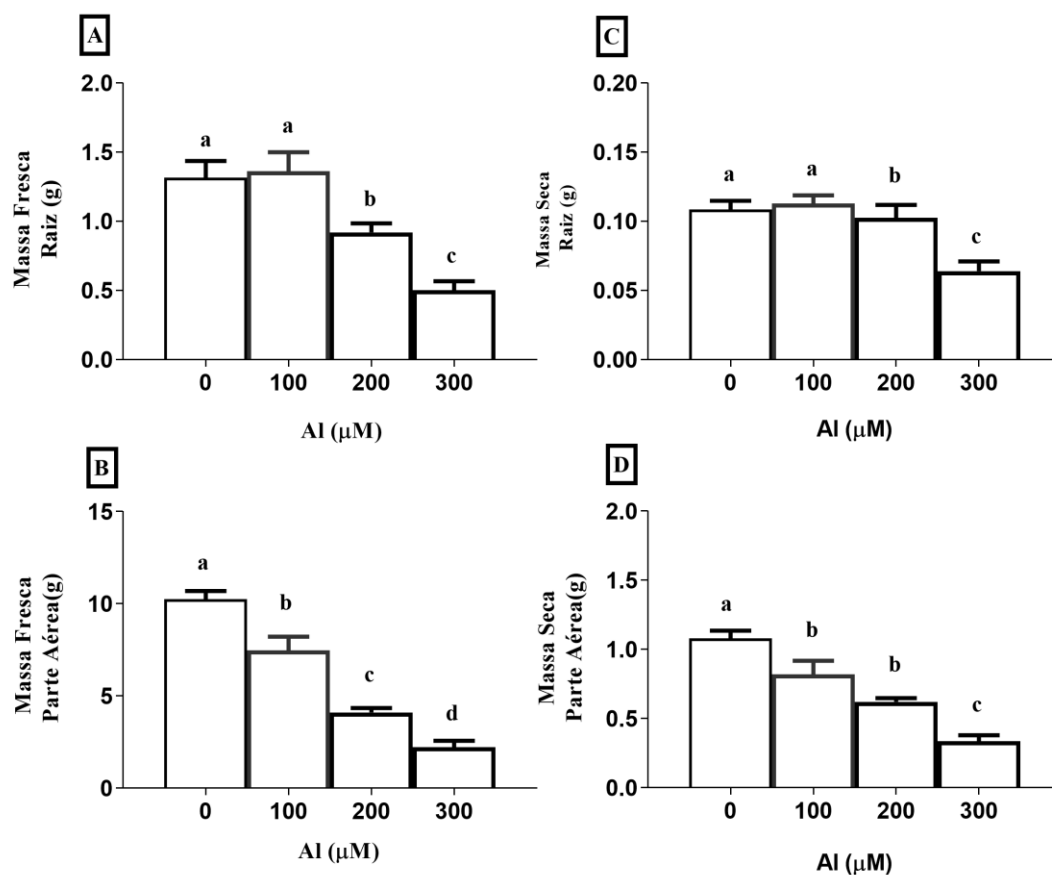 A
Massa Fresca
Raiz (g)
2.0
1.5
1.0
0.5
0.0
a
a
b
c
0
100
200
300
Al (μM)
C
Massa Seca
Raiz (g)
0.20
0.15
0.10
0.05
0.00
a
a
b
c
0
100
200
300
Al (μM)
B
Massa Fresca
Parte Aérea(g)
15
10
5
0
a
b
c
d
0
100
200
300
Al (μM)
D
Massa Seca
Parte Aérea(g)
2.0
1.5
1.0
0.5
0.0
a
b
b
c
0
100
200
300
Al (μM)